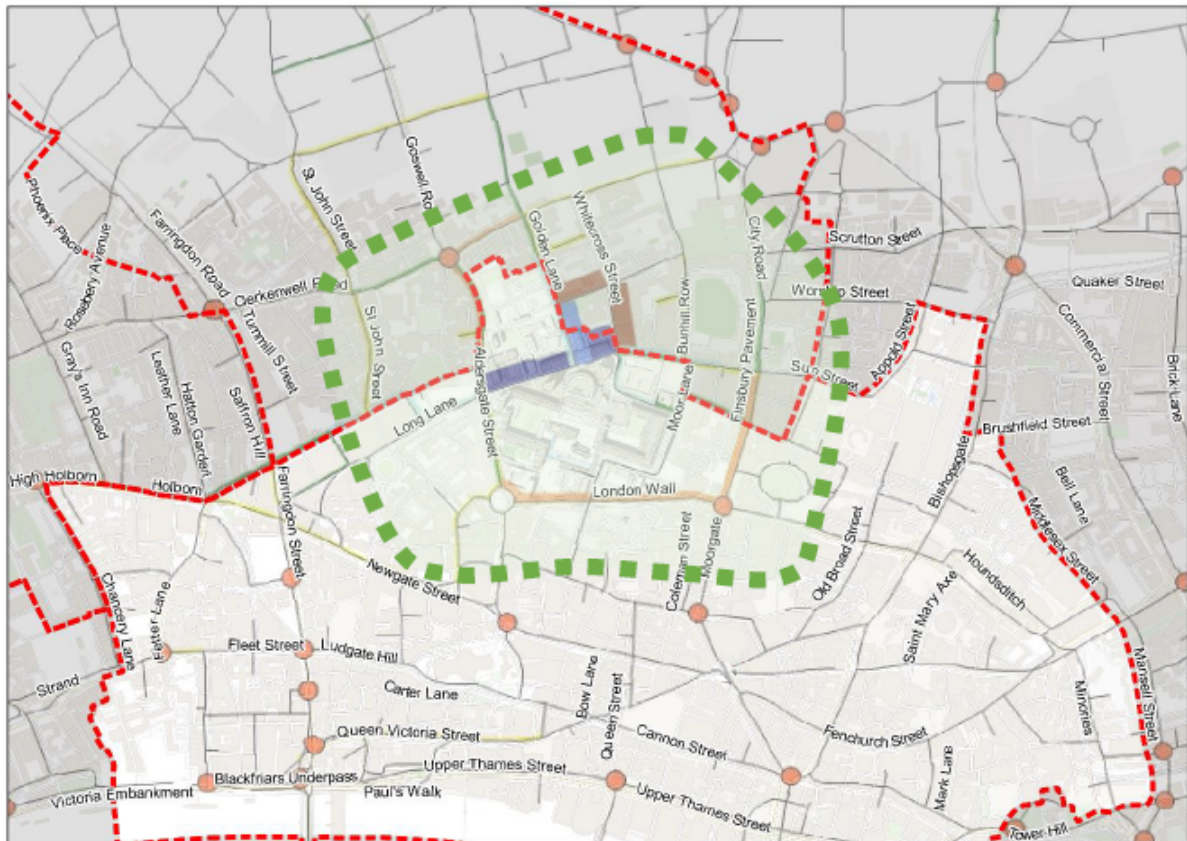 Phoenix Place
Rosebery Avenue
Farringdon Road
St. John Street
Goswell Ro
Golden Lane
Whitecross Street
City Road
Scrutton Street
Quaker Street
Clerkenwell Road
Turnmill Street
St John Street
Bunhill Row
Worship Street
Appold Street
Commercial Street
Brick Lane
Gray's Inn Road
Leather Lane
Hatton Garden
Saffron Hill
Long Lane
Aldersgate Street
Moor Lane
Finsbury Pavement
Sun Street
Bishopsgate
Brushfield Street
Bell Lane
Middlesex Street
High Holborn
Holborn
Farringdon Street
London Wall
Newgate Street
Coleman Street
Moorgate
Old Broad Street
Houndsditch
Saint Mary Axe
Chancery Lane
Fetter Lane
Strand
Fleet Street
Ludgate Hill
Carter Lane
Bow Lane
Queen Street
Cannon Street
Fenchurch Street
Minories
Mansell Street
Queen Victoria Street
Upper Thames Street
Mark Lane
Victoria Embankment
Blackfriars Underpass
Paul's Walk
Upper Thames Street
Tower Hill